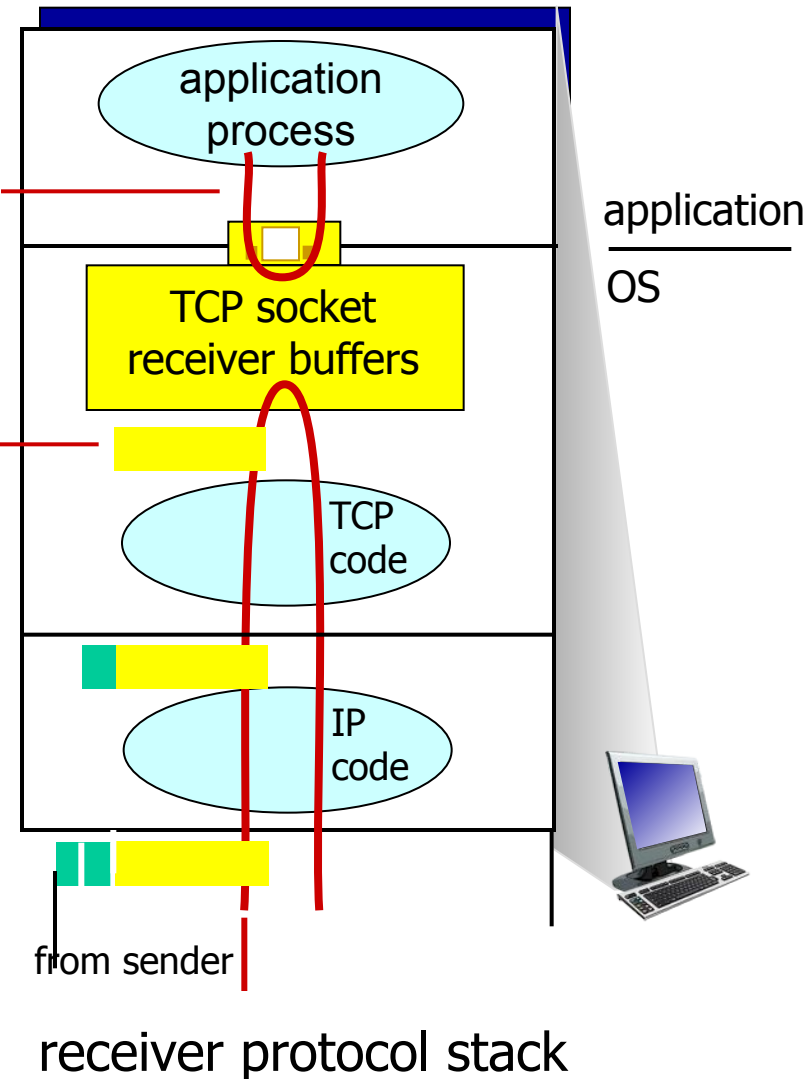 application
process
application
OS
TCP socket
receiver buffers
TCP
code
IP
code
from sender
receiver protocol stack